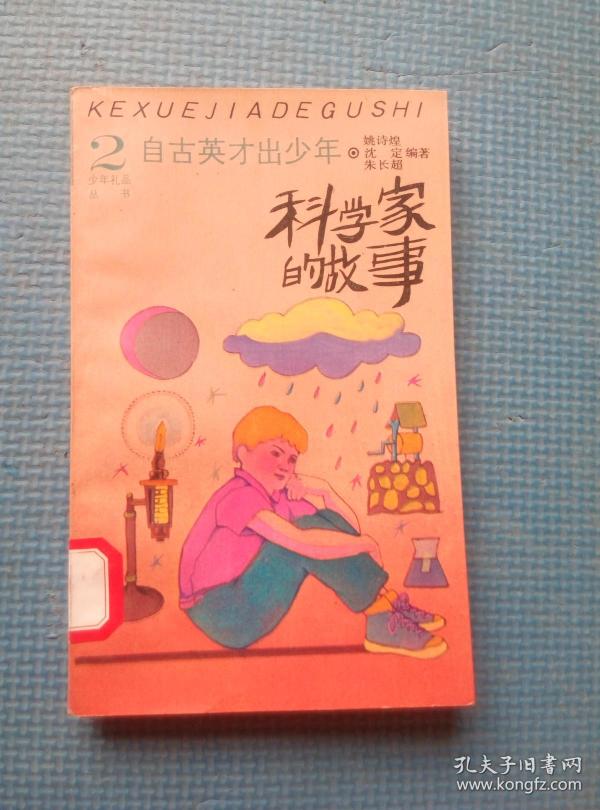 KEXUEJIADEGUSHI
2 自古英才出少年
少年礼品
丛书
姚诗煌
沈定 编著
朱长超
科学家
的故事
孔夫子旧书网
www.kongfz.com